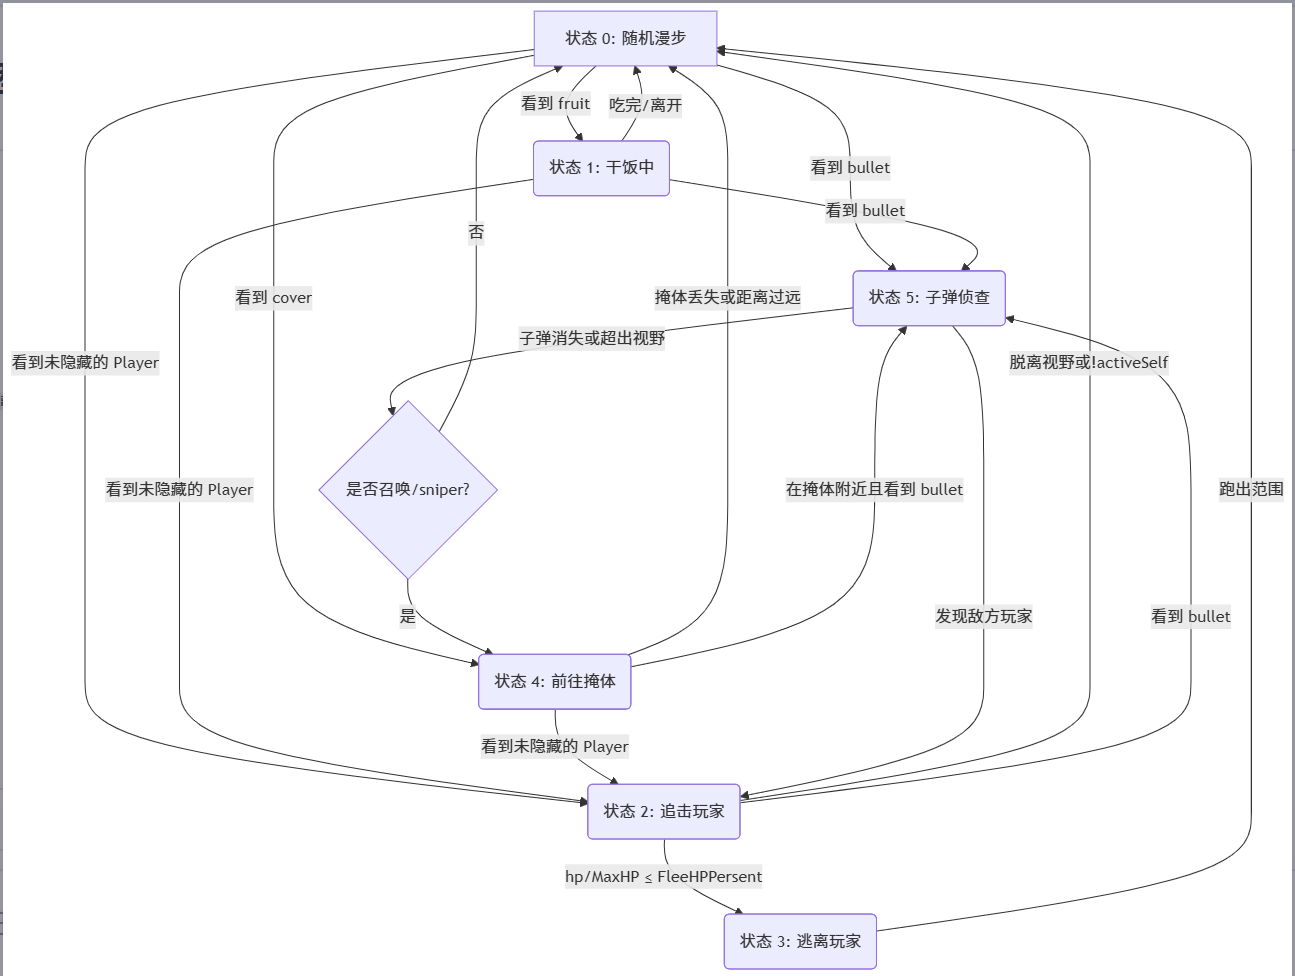 状态 0: 随机漫步
看到 fruit
吃完/离开
状态 1: 干饭中
看到 bullet
看到 bullet
否
看到 cover
掩体丢失或距离过远
状态 5: 子弹侦查
子弹消失或超出视野
看到未隐藏的 Player
脱离视野或!activeSelf
看到未隐藏的 Player
是否召唤/sniper?
在掩体附近且看到 bullet
跑出范围
是
发现敌方玩家
看到 bullet
状态 4: 前往掩体
看到未隐藏的 Player
状态 2: 追击玩家
hp/MaxHP ≤ FleeHPPersent
状态 3: 逃离玩家